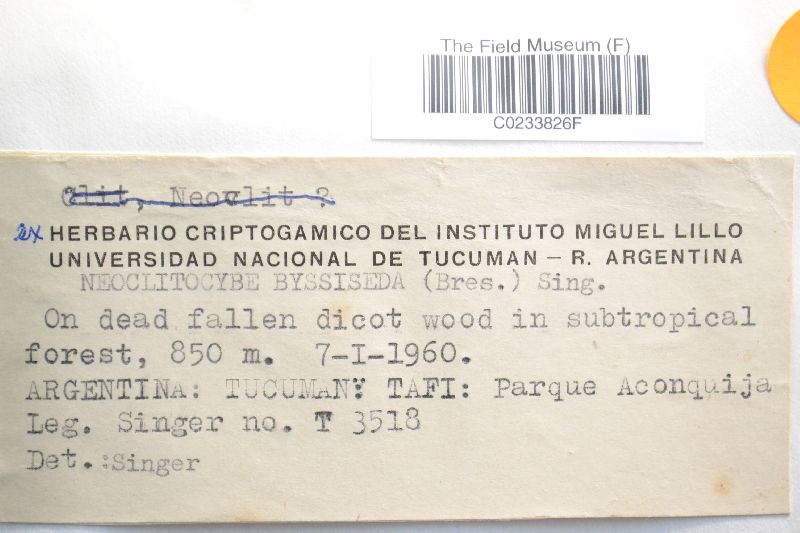 The Field Museum (F)
C0233826F
Clit, Neoclit ?
ex HERBARIO CRIPTOGAMICO DEL INSTITUTO MIGUEL LILLO
UNIVERSIDAD NACIONAL DE TUCUMAN – R. ARGENTINA
NEOCLITOCYBE BYSSISEDA (Bres.) Sing.
On dead fallen dicot wood in subtropical
forest, 850 m. 7-I-1960.
ARGENTINA: TUCUMAN: TAFI: Parque Aconquija
Leg. Singer no. T 3518
Det.:Singer